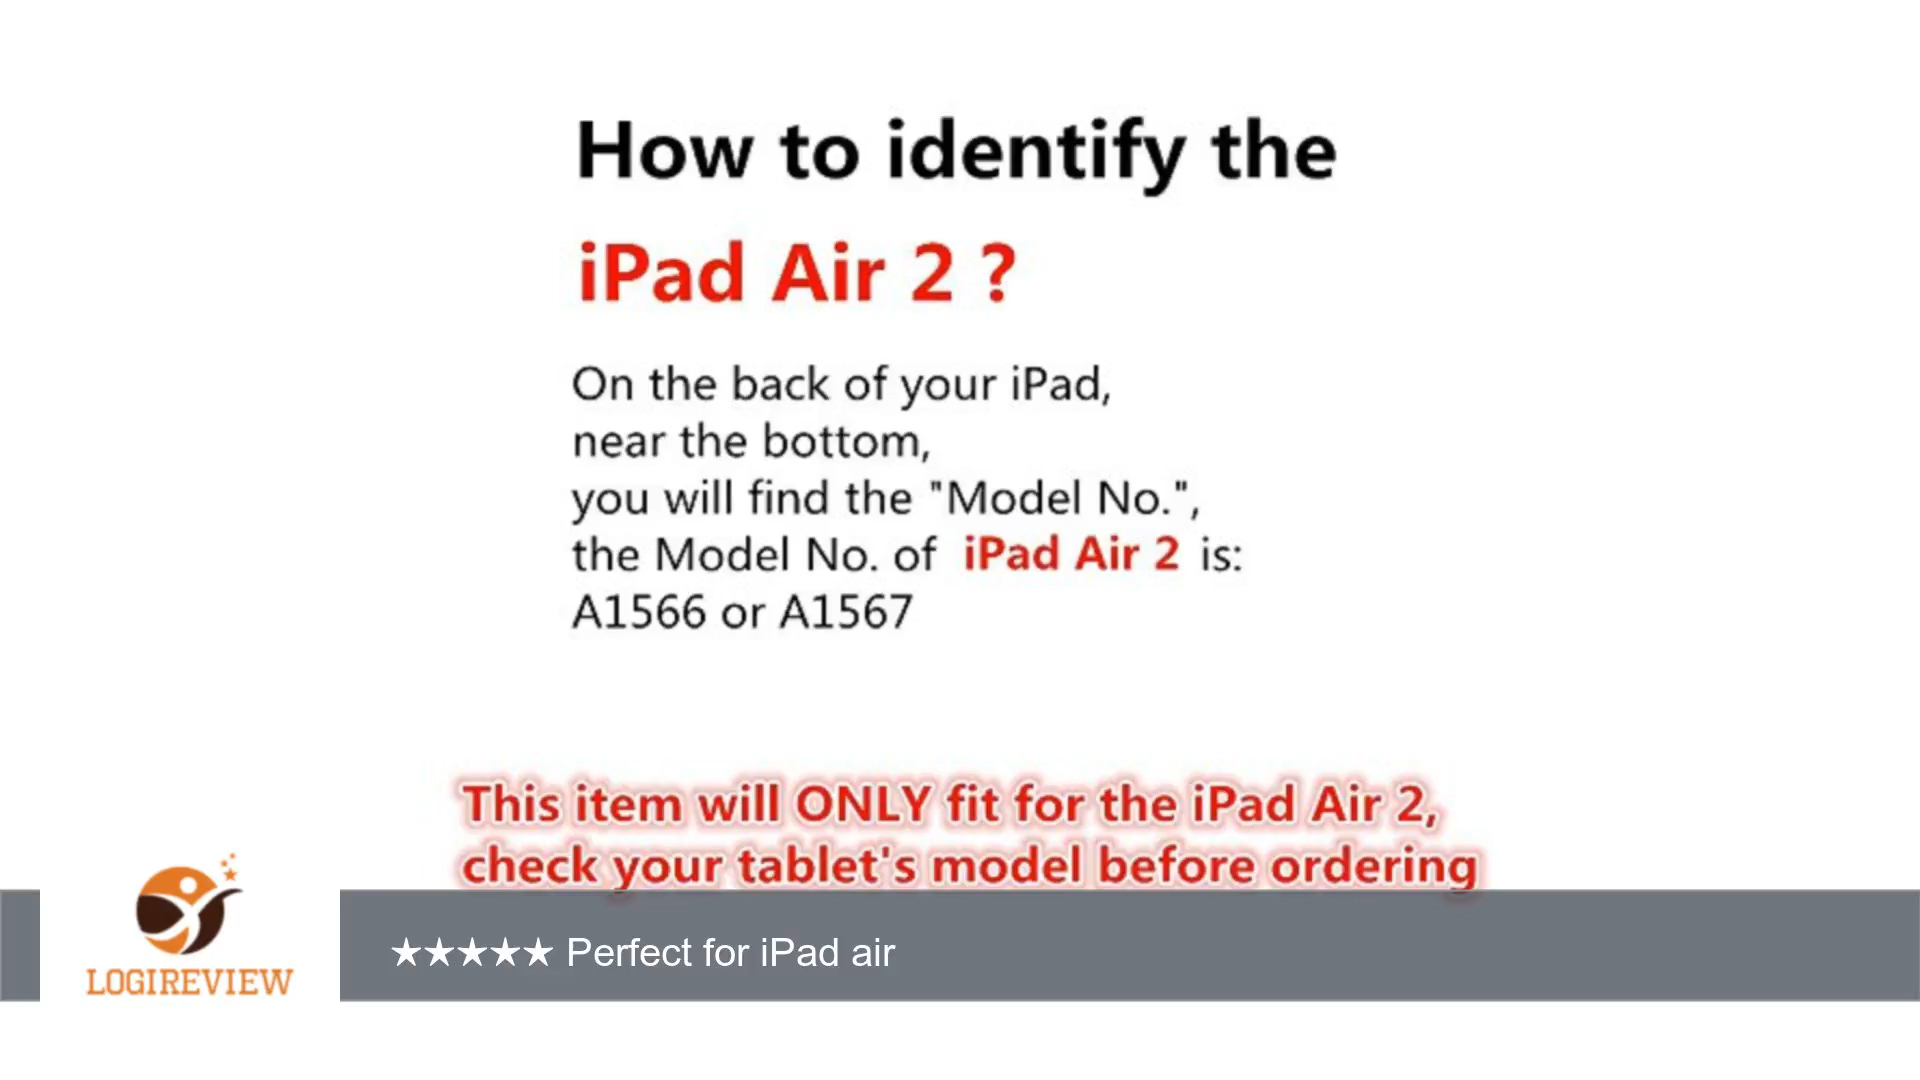 How to identify the
iPad Air 2 ?
On the back of your iPad,
near the bottom,
you will find the "Model No.",
the Model No. of iPad Air 2 is:
A1566 or A1567
This item will ONLY fit for the iPad Air 2,
check your tablet's model before ordering
★★★★★ Perfect for iPad air
LOGIREVIEW